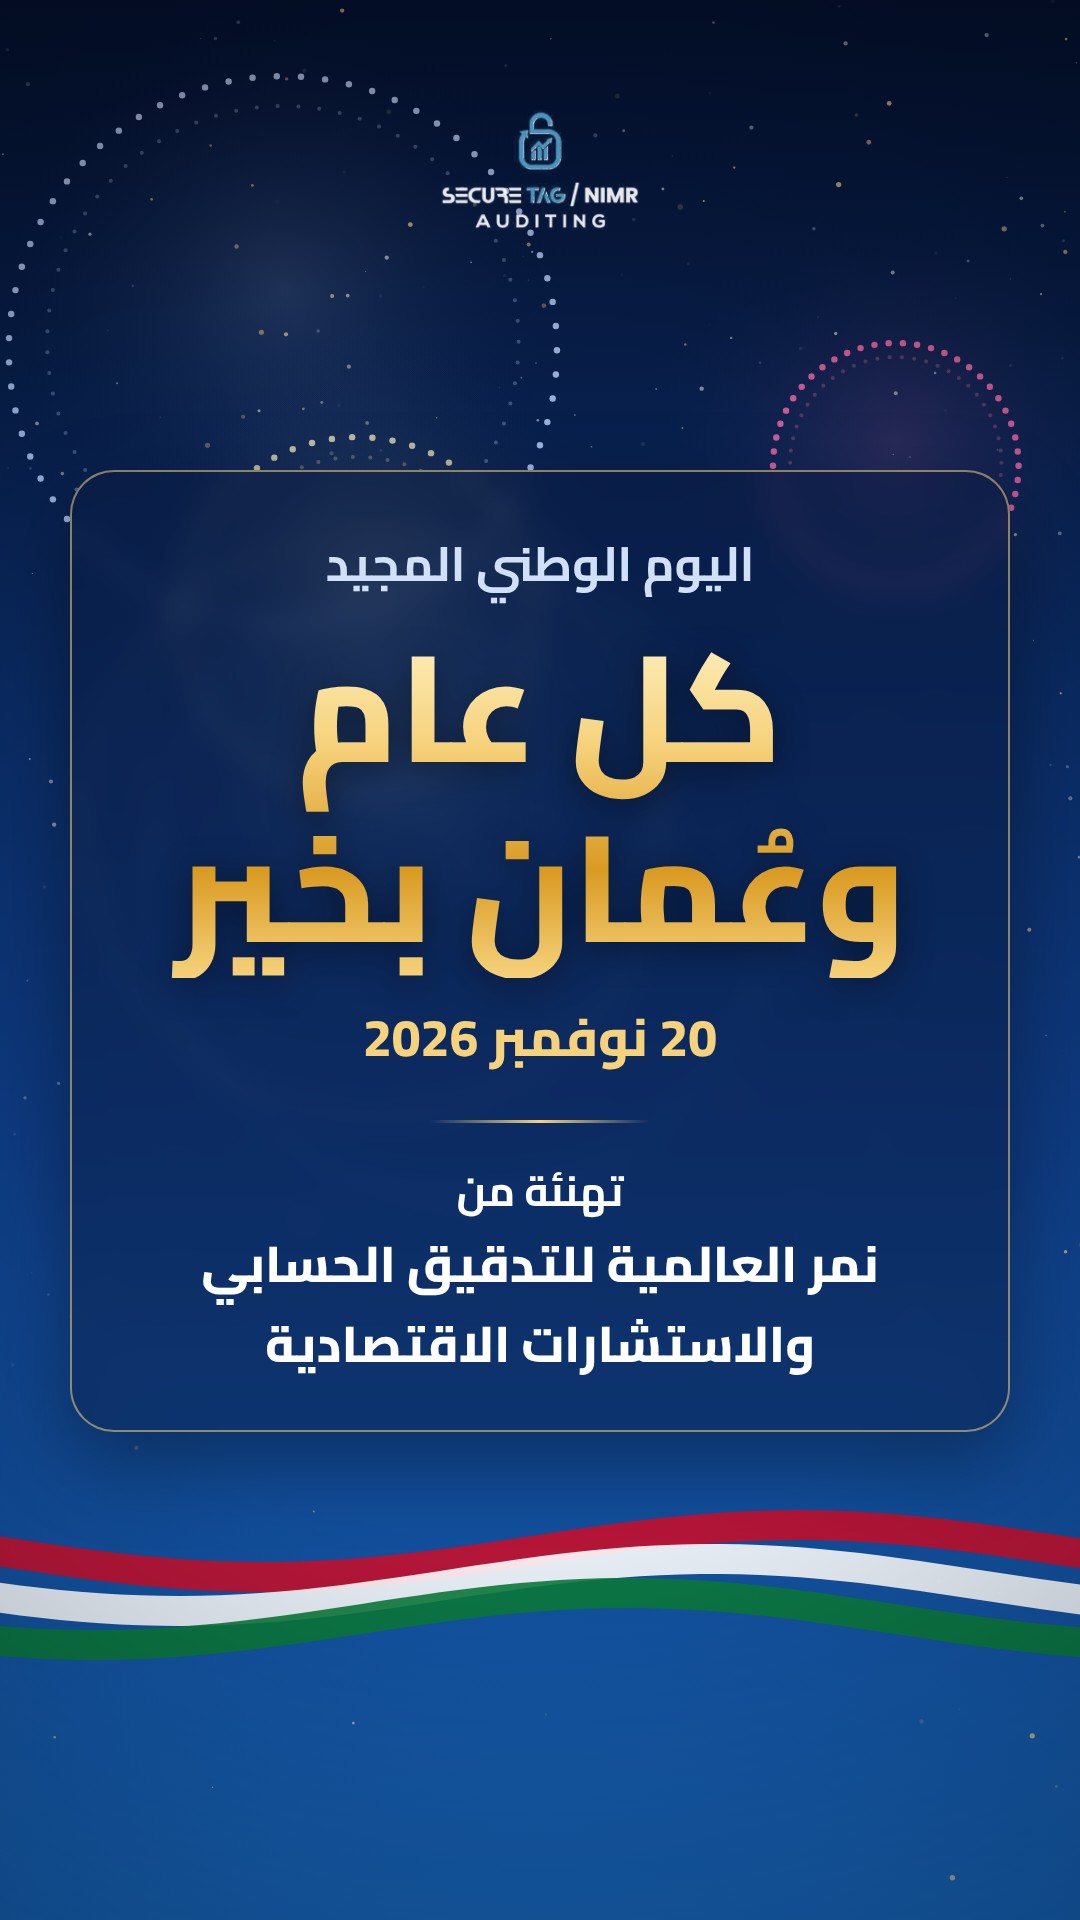 SECURE TAG / NIMR
AUDITING
اليوم الوطني المجيد
كل عام
وعُمان بخير
20 نوفمبر 2026
تهنئة من
نمر العالمية للتدقيق الحسابي
والاستشارات الاقتصادية